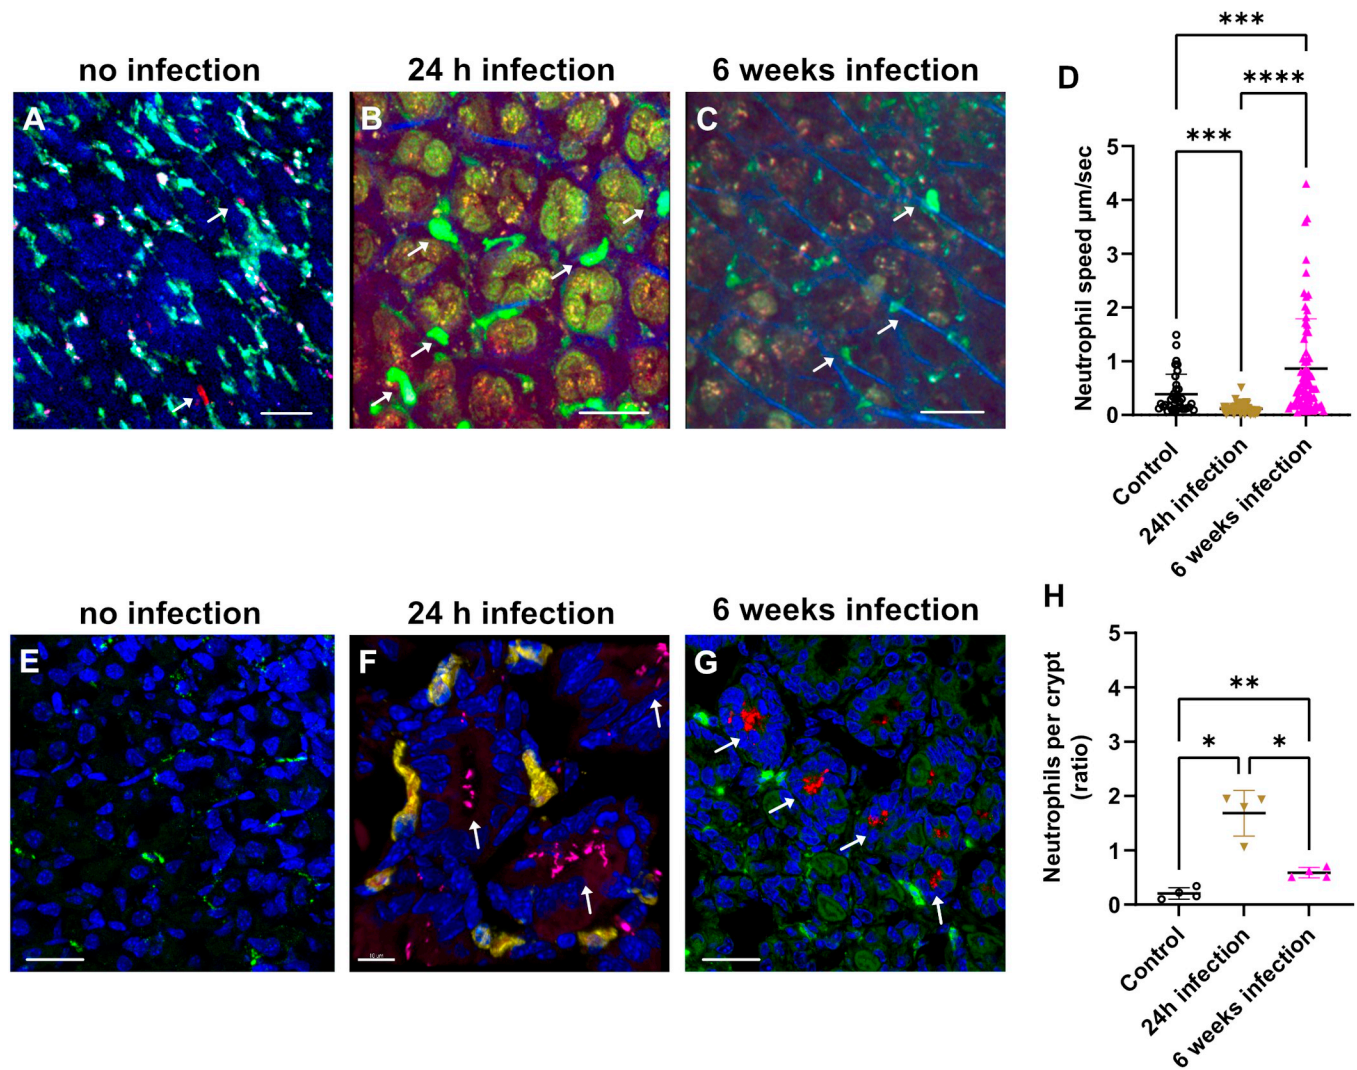 no infection
24 h infection
6 weeks infection
A
B
C
D
***
****
***
Neutrophil speed µm/sec
5
4
3
2
1
0
Control
24h infection
6 weeks infection
no infection
24 h infection
6 weeks infection
E
F
G
H
**
*
*
Neutrophils per crypt
(ratio)
5
4
3
2
1
0
Control
24h infection
6 weeks infection